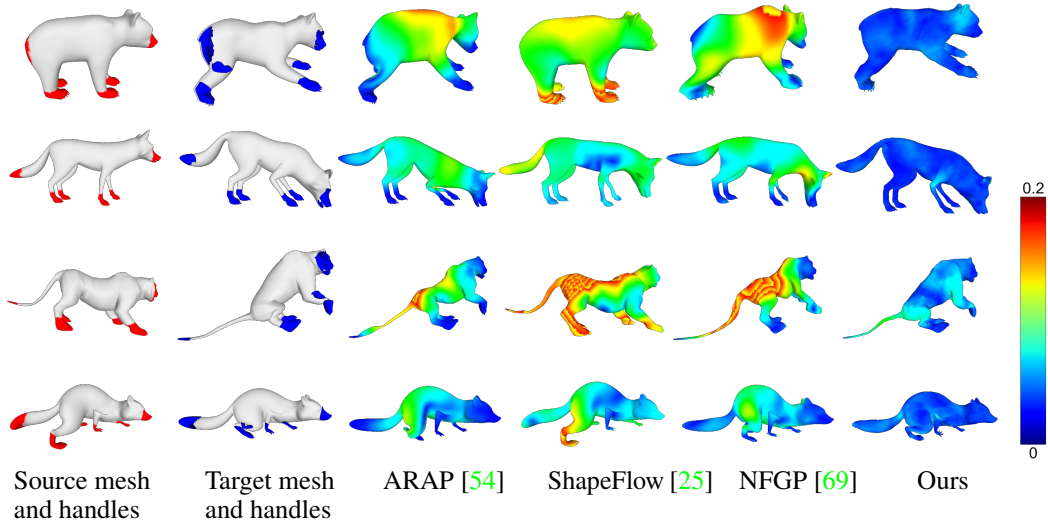 0.2
0
Source mesh
and handles
Target mesh
and handles
ARAP [54]
ShapeFlow [25]
NFGP [69]
Ours